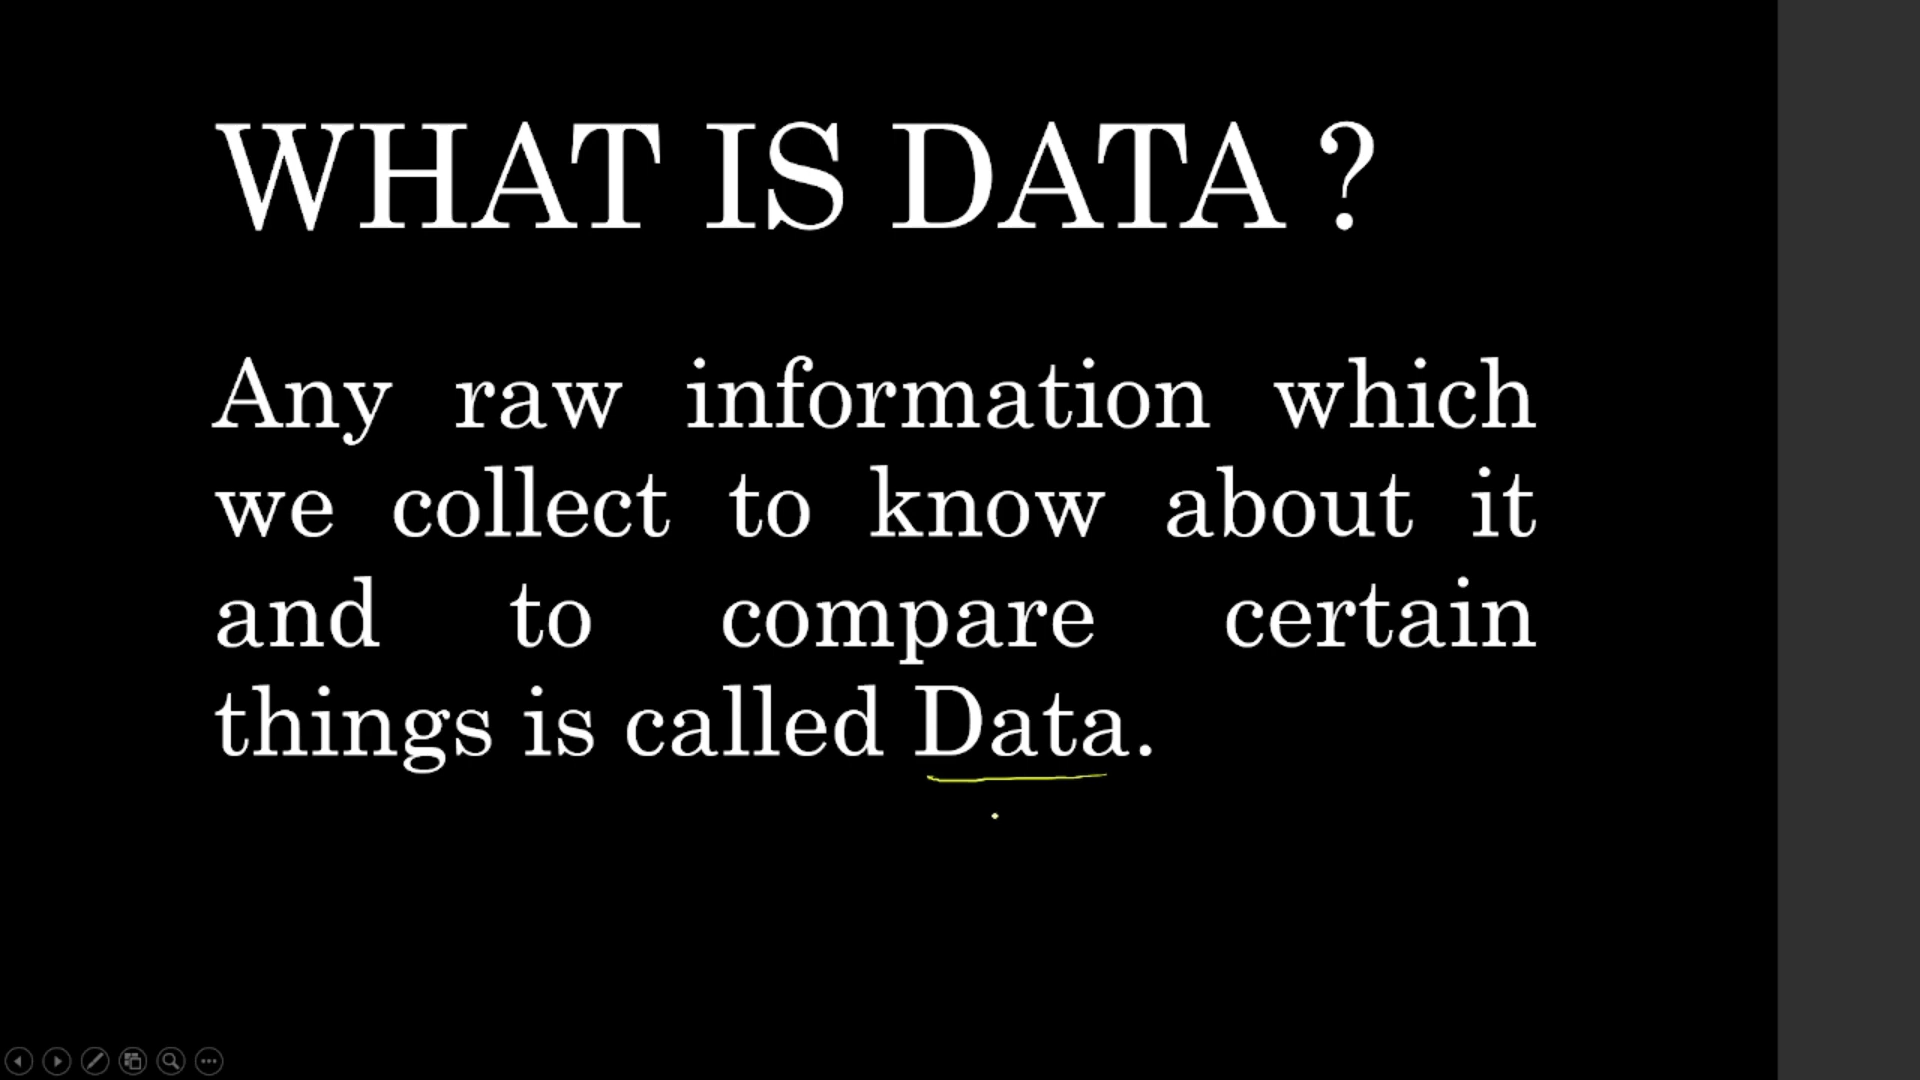 WHAT IS DATA ?
Any raw information which
we collect to know about it
and to compare certain
things is called Data.